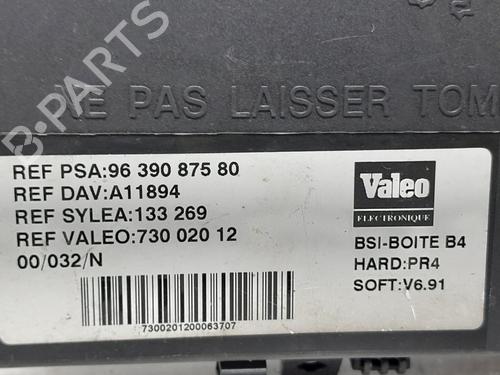 NE PAS LAISSER TOM
REF PSA:96 390 875 80
REF DAV:A11894
REF SYLEA:133 269
REF VALEO:730 020 12
00/032/N
7300201200063707
Valeo
ELECTRONIQUE
BSI-BOITE B4
HARD:PR4
SOFT:V6.91